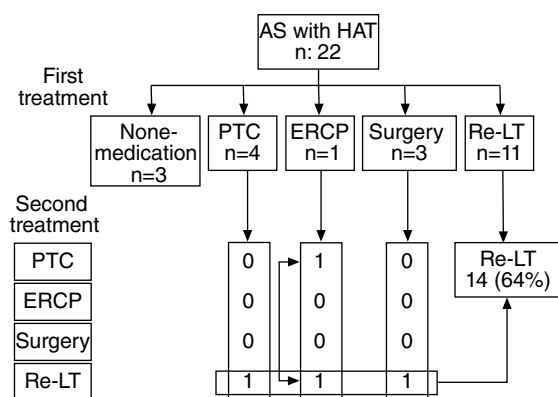 AS with HAT
n: 22
First
treatment
None-
medication
n=3
PTC
n=4
ERCP
n=1
Surgery
n=3
Re-LT
n=11
Second
treatment
PTC
0 1 0
ERCP
0 0 0
Surgery
0 0 0
Re-LT
1 1 1
Re-LT
14 (64%)